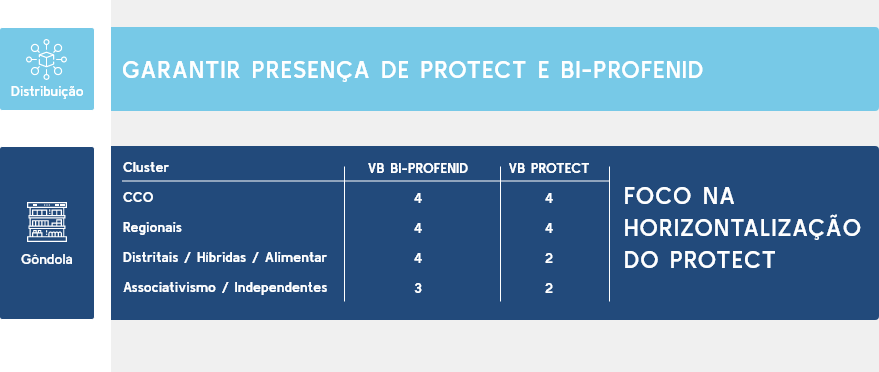 Distribuição
GARANTIR PRESENÇA DE PROTECT E BI-PROFENID
Gôndola
Cluster VB BI-PROFENID VB PROTECT
CCO 4 4
Regionais 4 4
Distritais / Híbridas / Alimentar 4 2
Associativismo / Independentes 3 2
FOCO NA
HORIZONTALIZAÇÃO
DO PROTECT